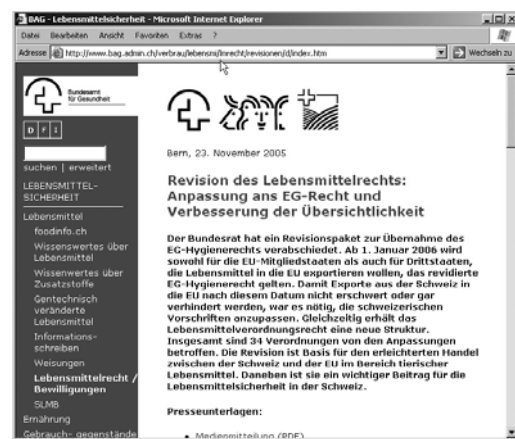 BAG - Lebensmittelsicherheit - Microsoft Internet Explorer
Datei Bearbeiten Ansicht Favoriten Extras ?
Adresse http://www.bag.admin.ch/verbrau/lebensmi/lnrecht/revisionen/d/index.htm Wechseln zu
Bundesamt
für Gesundheit
D F I
suchen | erweitert
LEBENSMITTEL-
SICHERHEIT
Lebensmittel
foodinfo.ch
Wissenswertes über
Lebensmittel
Wissenwertes über
Zusatzstoffe
Gentechnisch
veränderte
Lebensmittel
Informations-
schreiben
Weisungen
Lebensmittelrecht /
Bewilligungen
SLMB
Ernährung
Gebrauch- gegenstände
Bern, 23. November 2005
Revision des Lebensmittelrechts:
Anpassung ans EG-Recht und
Verbesserung der Übersichtlichkeit
Der Bundesrat hat ein Revisionspaket zur Übernahme des
EG-Hygienerechts verabschiedet. Ab 1. Januar 2006 wird
sowohl für die EU-Mitgliedstaaten als auch für Drittstaaten,
die Lebensmittel in die EU exportieren wollen, das revidierte
EG-Hygienerecht gelten. Damit Exporte aus der Schweiz in
die EU nach diesem Datum nicht erschwert oder gar
verhindert werden, war es nötig, die schweizerischen
Vorschriften anzupassen. Gleichzeitig erhält das
Lebensmittelverordnungsrecht eine neue Struktur.
Insgesamt sind 34 Verordnungen von den Anpassungen
betroffen. Die Revision ist Basis für den erleichterten Handel
zwischen der Schweiz und der EU im Bereich tierischer
Lebensmittel. Daneben ist sie ein wichtiger Beitrag für die
Lebensmittelsicherheit in der Schweiz.
Presseunterlagen:
• Medienmitteilung (PDF)